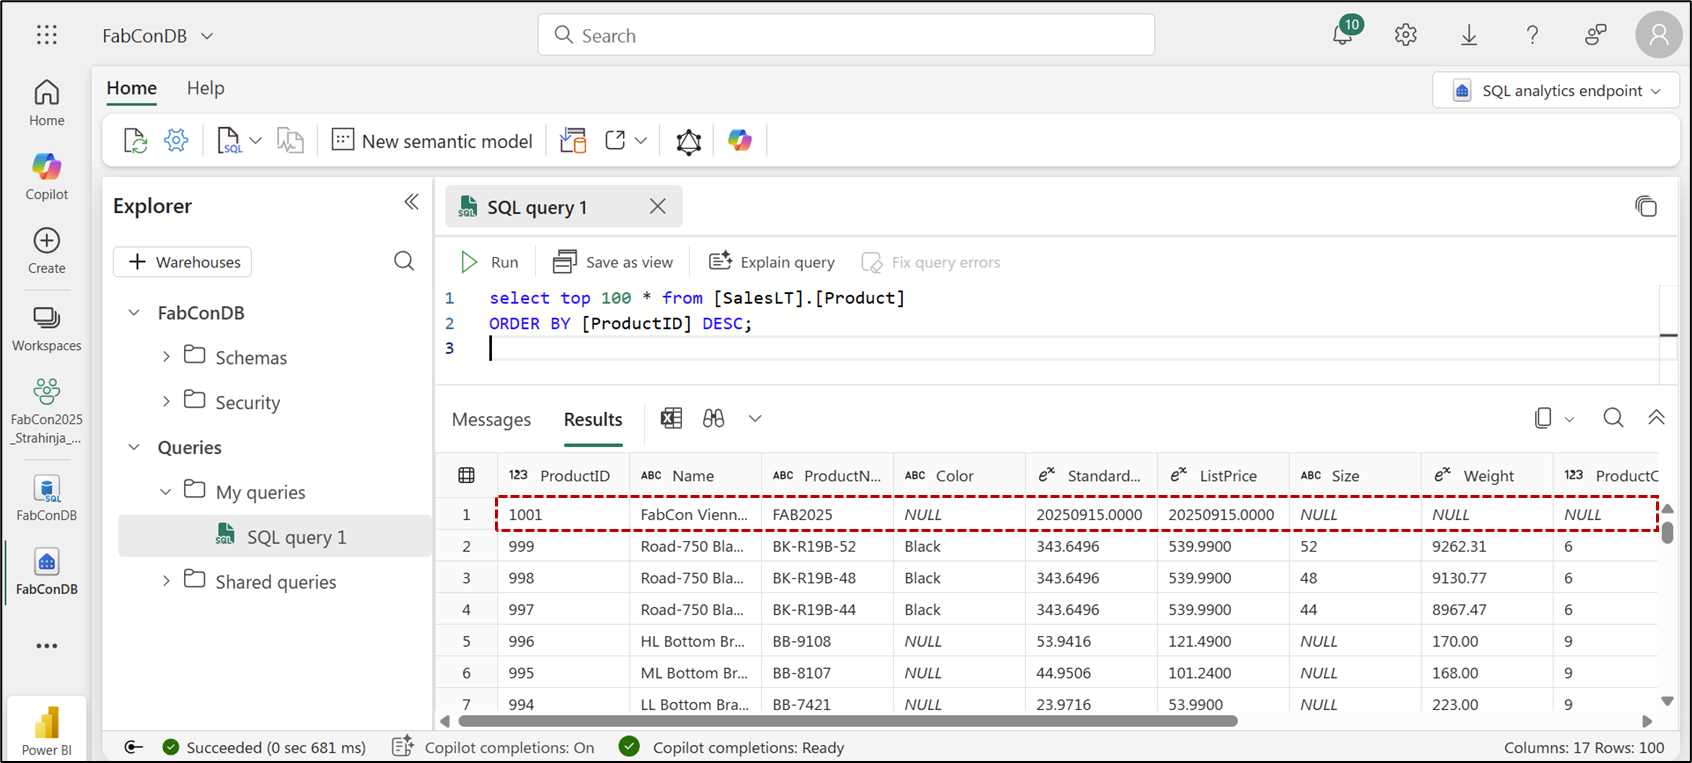 FabConDB
Search
10
Home
Help
SQL analytics endpoint
Home
SQL
New semantic model
Copilot
Explorer
SQL
SQL query 1
Create
+ Warehouses
Run
Save as view
Explain query
Fix query errors
1 select top 100 * from [SalesLT].[Product]
2 ORDER BY [ProductID] DESC;
3
FabConDB
Schemas
Security
Queries
My queries
SQL
SQL query 1
Shared queries
Workspaces
FabCon2025
_Strahinja_...
SQL
FabConDB
FabConDB
Power BI
Messages
Results
123 ProductID ABC Name ABC ProductN... ABC Color eˣ Standard... eˣ ListPrice ABC Size eˣ Weight 123 ProductC
1 1001 FabCon Vienn... FAB2025 NULL 20250915.0000 20250915.0000 NULL NULL NULL
2 999 Road-750 Bla... BK-R19B-52 Black 343.6496 539.9900 52 9262.31 6
3 998 Road-750 Bla... BK-R19B-48 Black 343.6496 539.9900 48 9130.77 6
4 997 Road-750 Bla... BK-R19B-44 Black 343.6496 539.9900 44 8967.47 6
5 996 HL Bottom Br... BB-9108 NULL 53.9416 121.4900 NULL 170.00 9
6 995 ML Bottom Br... BB-8107 NULL 44.9506 101.2400 NULL 168.00 9
7 994 LL Bottom Bra... BB-7421 NULL 23.9716 53.9900 NULL 223.00 9
Succeeded (0 sec 681 ms)
Copilot completions: On
Copilot completions: Ready
Columns: 17 Rows: 100